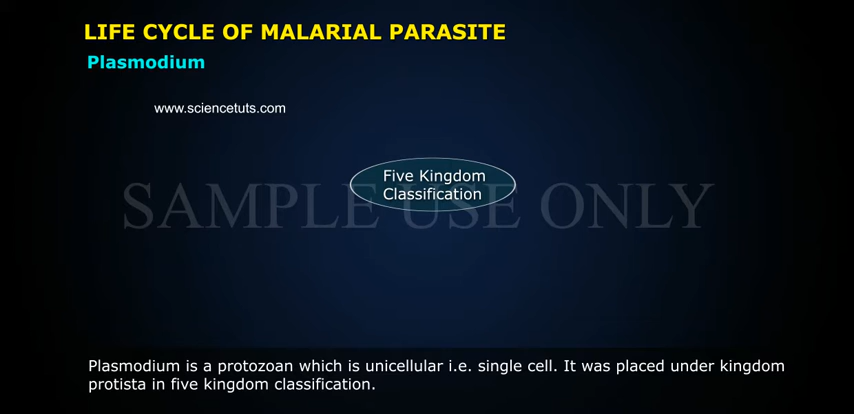 LIFE CYCLE OF MALARIAL PARASITE
Plasmodium
www.sciencetuts.com
Five Kingdom
Classification
SAMPLE USE ONLY
Plasmodium is a protozoan which is unicellular i.e. single cell. It was placed under kingdom
protista in five kingdom classification.